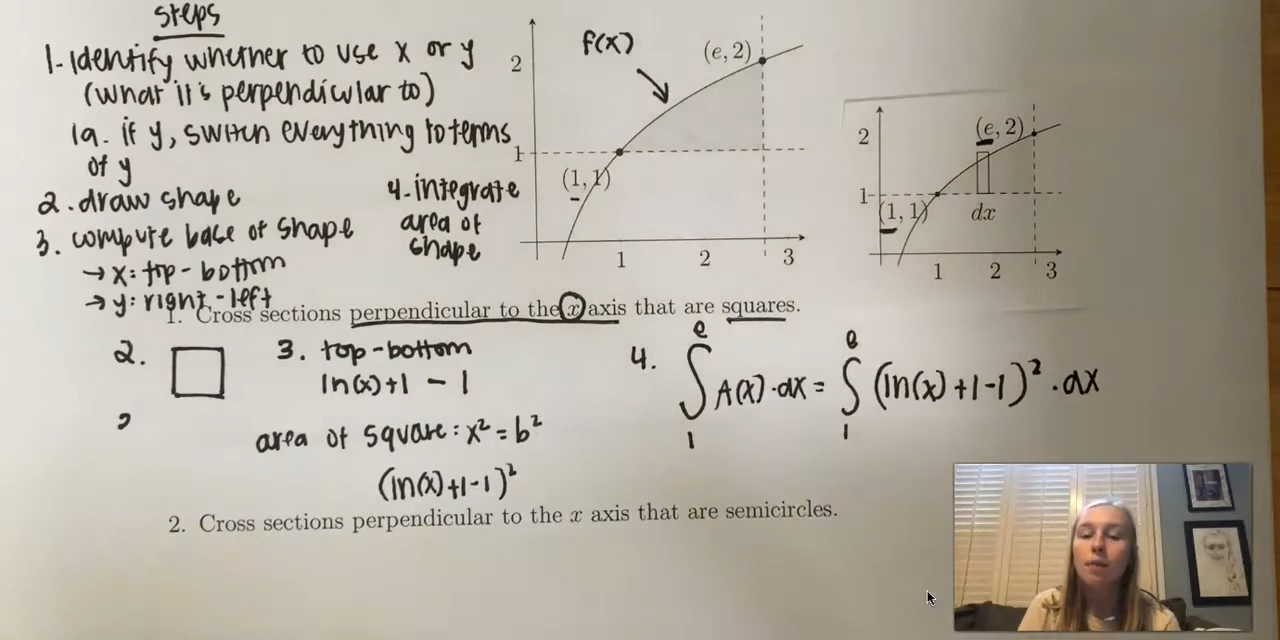 steps
1-Identify whether to use x or y
(what it's perpendicular to)
1a. if y, switch everything to terms
of y
2. draw shape
3. compute base of shape
→ x: top - bottom
→ y: right - left
4. integrate
area of
shape
f(x)
(e, 2)
2
1
(1, 1)
1 2 3
2
(e, 2)
1
(1, 1)
dx
1 2 3
1. Cross sections perpendicular to the x axis that are squares.
2.
3. top-bottom
ln(x)+1 - 1
area of square: x² = b²
(ln(x)+1-1)²
4. ∫₁ᵉ A(x)·dx = ∫₁ᵉ (ln(x)+1-1)²·dx
2. Cross sections perpendicular to the x axis that are semicircles.